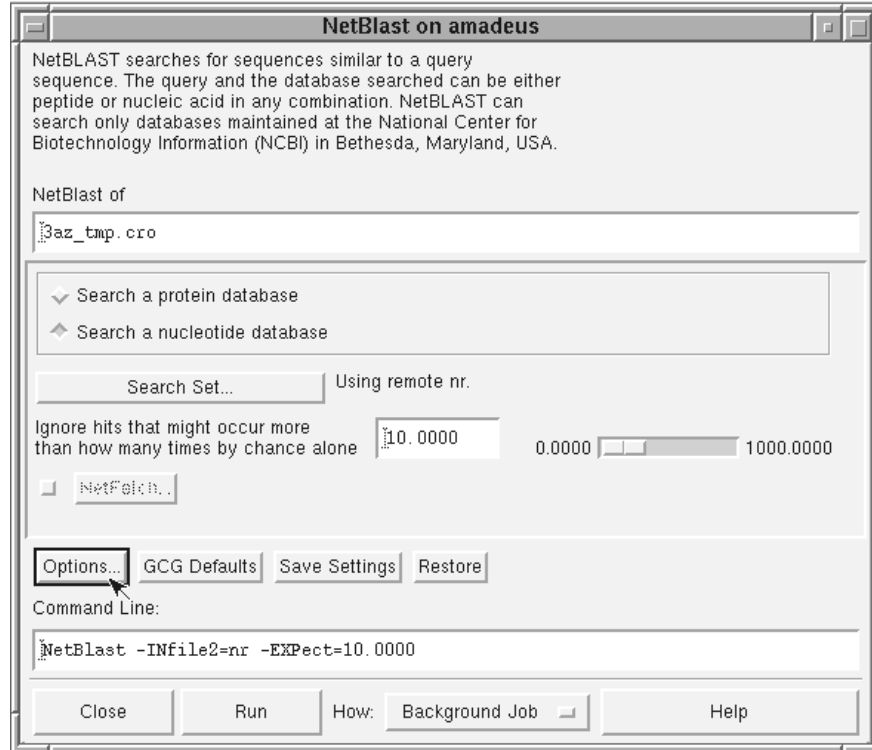 NetBlast on amadeus
NetBLAST searches for sequences similar to a query
sequence. The query and the database searched can be either
peptide or nucleic acid in any combination. NetBLAST can
search only databases maintained at the National Center for
Biotechnology Information (NCBI) in Bethesda, Maryland, USA.
NetBlast of
3az_tmp.cro
Search a protein database
Search a nucleotide database
Search Set... Using remote nr.
Ignore hits that might occur more
than how many times by chance alone 10.0000 0.0000 1000.0000
NetFetch..
Options... GCG Defaults Save Settings Restore
Command Line:
NetBlast -INfile2=nr -EXPect=10.0000
Close Run How: Background Job Help